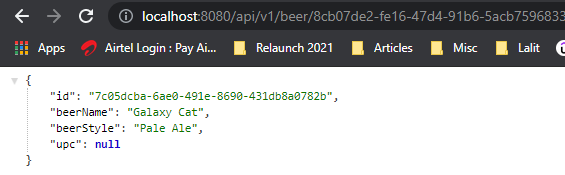 localhost:8080/api/v1/beer/8cb07de2-fe16-47d4-91b6-5acb7596833
Apps Airtel Login : Pay Ai... Relaunch 2021 Articles Misc Lalit
{
"id": "7c05dcba-6ae0-491e-8690-431db8a0782b",
"beerName": "Galaxy Cat",
"beerStyle": "Pale Ale",
"upc": null
}